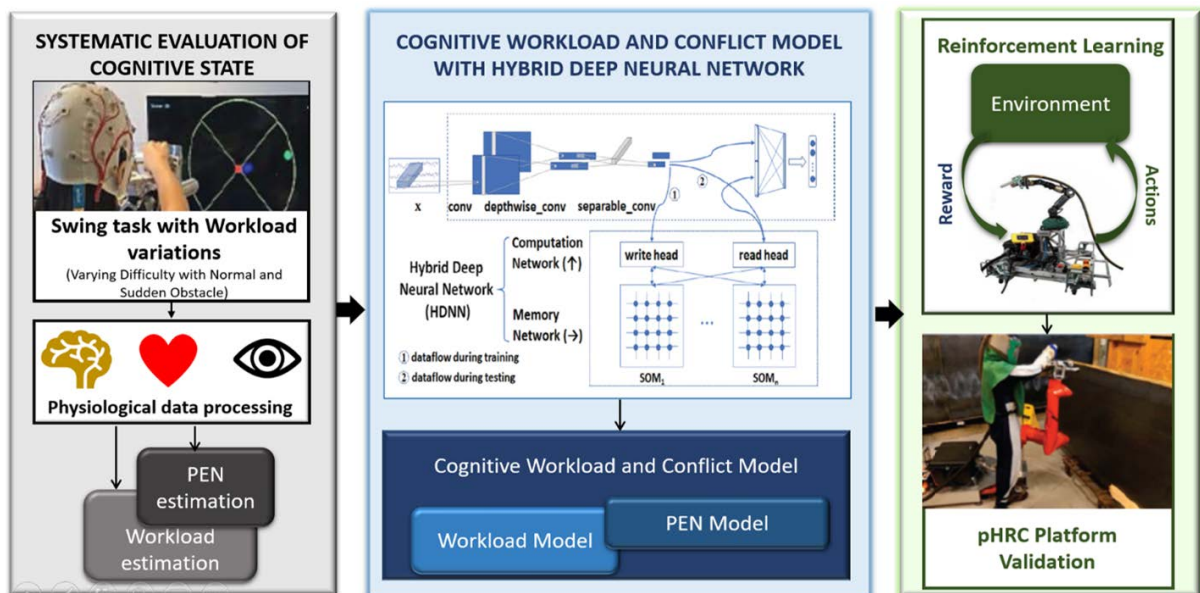 SYSTEMATIC EVALUATION OF
COGNITIVE STATE
Swing task with Workload
variations
(Varying Difficulty with Normal and
Sudden Obstacle)
Physiological data processing
PEN
estimation
Workload
estimation
COGNITIVE WORKLOAD AND CONFLICT MODEL
WITH HYBRID DEEP NEURAL NETWORK
x
conv
depthwise_conv
separable_conv
①
②
Hybrid Deep
Neural Network
(HDNN)
Computation
Network (↑)
Memory
Network (→)
① dataflow during training
② dataflow during testing
write head
read head
...
SOM₁
SOMₙ
Cognitive Workload and Conflict Model
Workload Model
PEN Model
Reinforcement Learning
Environment
Reward
Actions
pHRC Platform
Validation